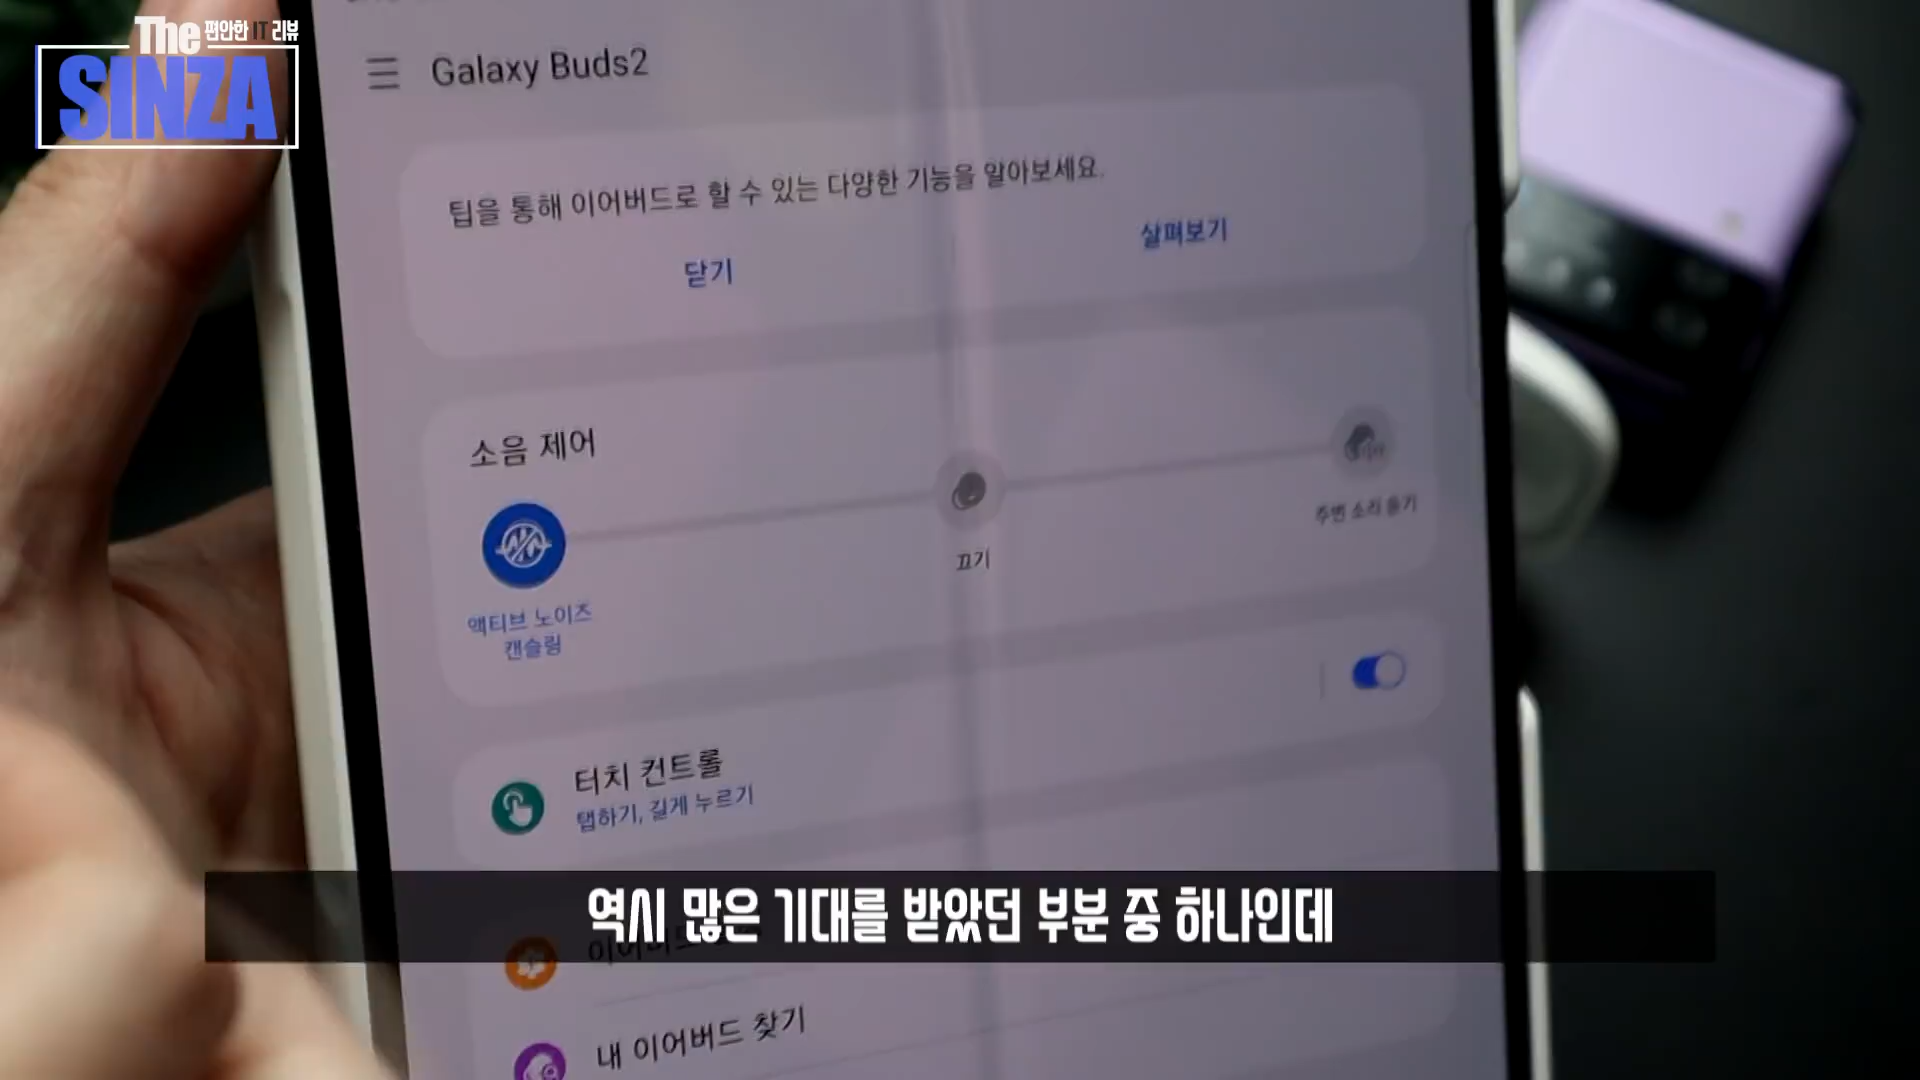 The 편안한 IT 리뷰
SINZA
Galaxy Buds2
팁을 통해 이어버드로 할 수 있는 다양한 기능을 알아보세요.
닫기
살펴보기
소음 제어
액티브 노이즈
캔슬링
끄기
주변 소리 듣기
터치 컨트롤
탭하기, 길게 누르기
역시 많은 기대를 받았던 부분 중 하나인데
이어버드
내 이어버드 찾기